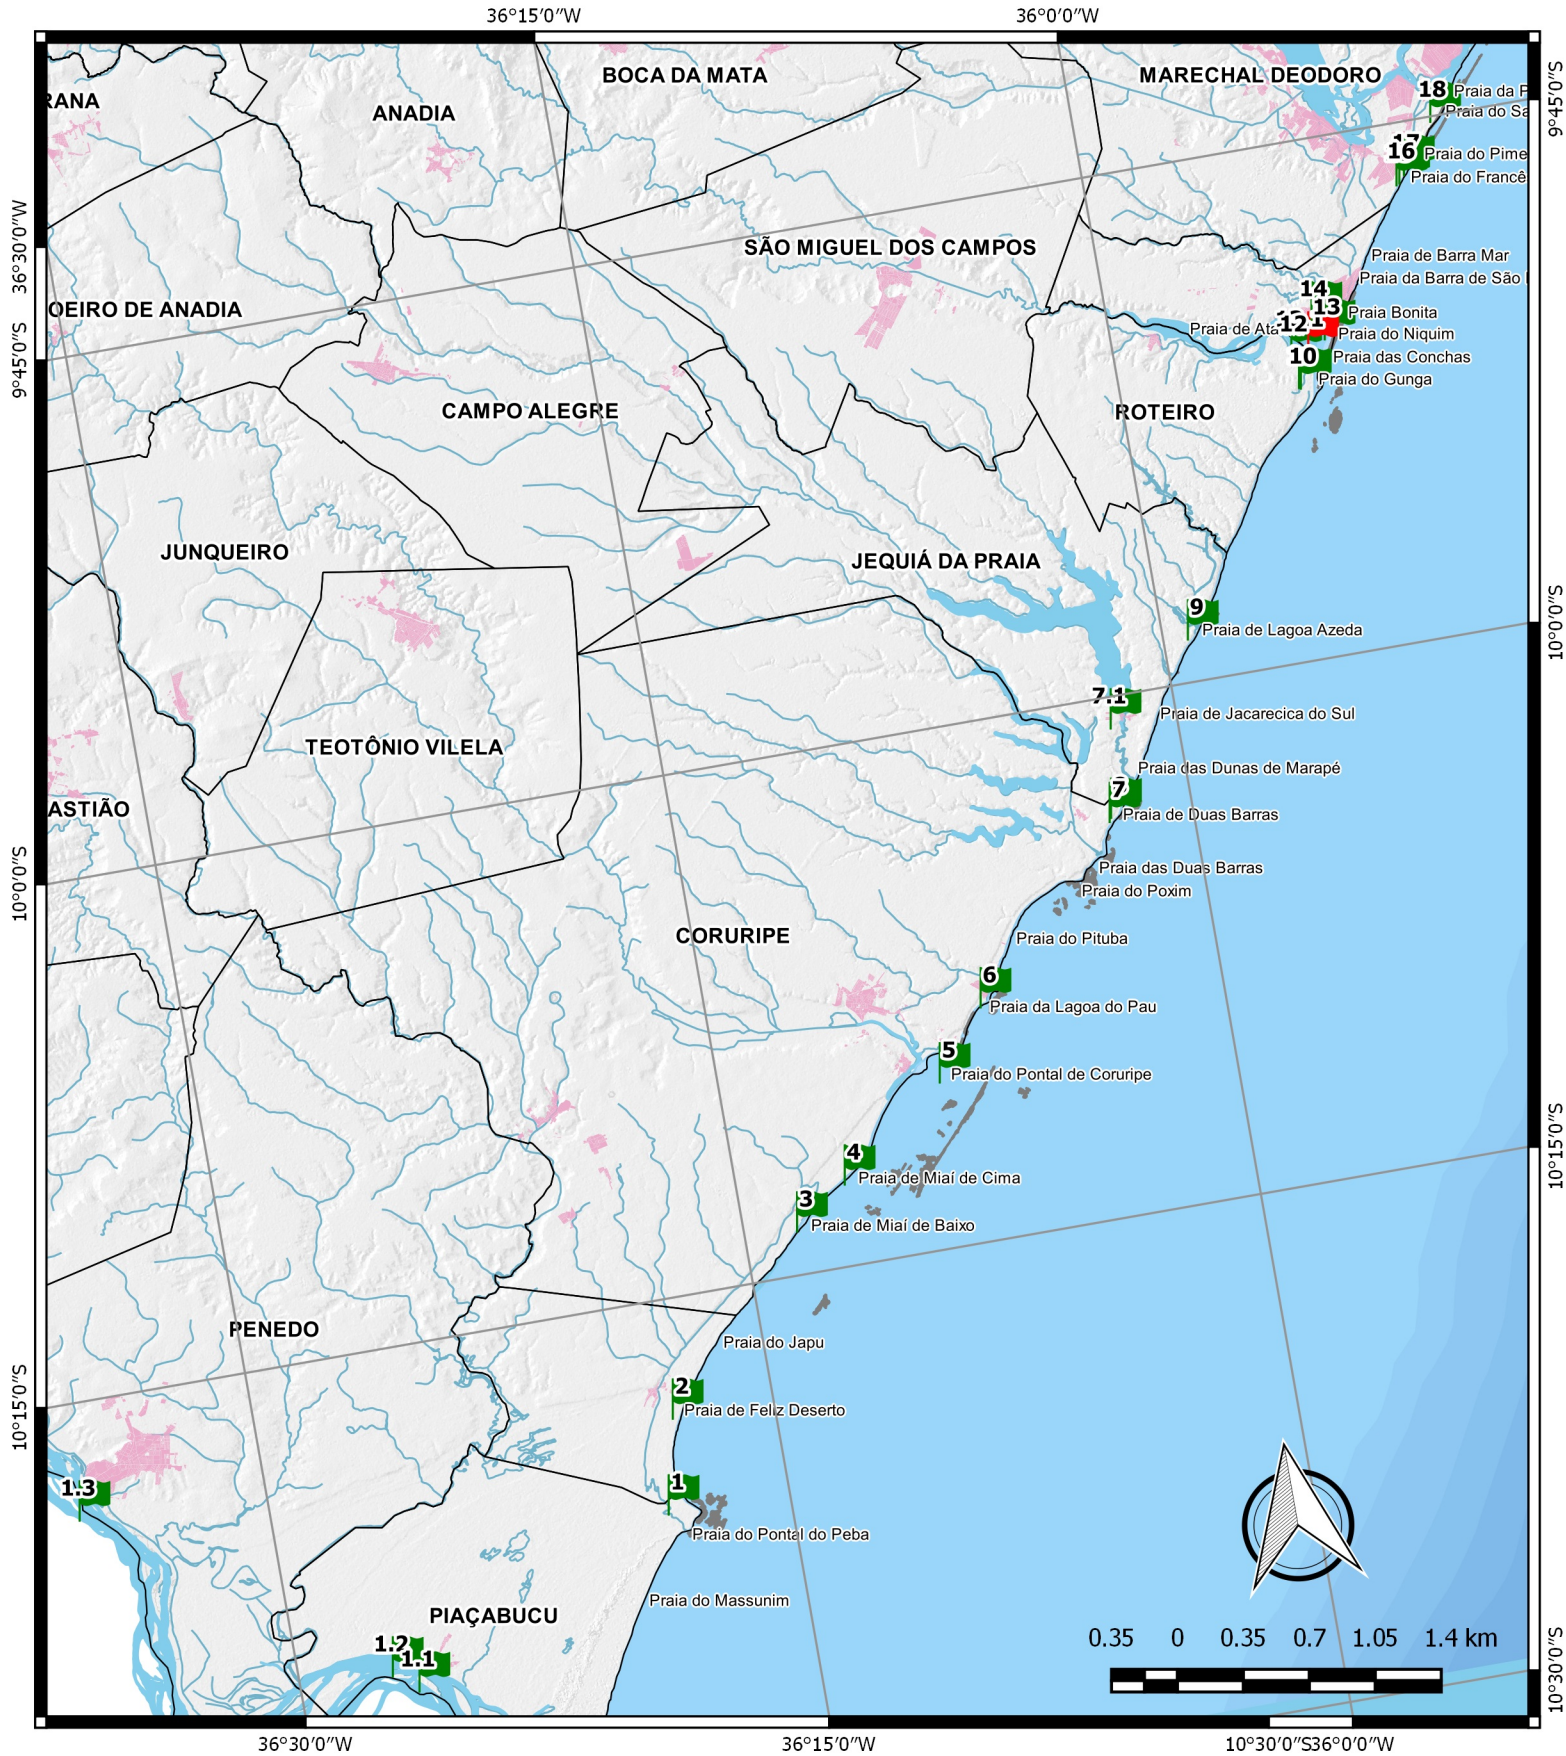 36°15'0"W
36°0'0"W
BOCA DA MATA
MARECHAL DEODORO
RANA
ANADIA
18
Praia da P
Praia do Sa
9°45'0"S
17
16
Praia do Pime
Praia do Francê
36°30'0"W
SÃO MIGUEL DOS CAMPOS
Praia de Barra Mar
Praia da Barra de São
14
13
OEIRO DE ANADIA
Praia Bonita
12
Praia de Ata
Praia do Niquim
9°45'0"S
10
Praia das Conchas
Praia do Gunga
CAMPO ALEGRE
ROTEIRO
JUNQUEIRO
JEQUIÁ DA PRAIA
9
Praia de Lagoa Azeda
10°0'0"S
7.1
Praia de Jacarecica do Sul
TEOTÔNIO VILELA
Praia das Dunas de Marapé
7
ASTIÃO
Praia de Duas Barras
Praia das Duas Barras
Praia do Poxim
10°0'0"S
CORURIPE
Praia do Pituba
6
Praia da Lagoa do Pau
5
Praia do Pontal de Coruripe
4
Praia de Miaí de Cima
10°15'0"S
3
Praia de Miaí de Baixo
PENEDO
Praia do Japu
2
Praia de Feliz Deserto
10°15'0"S
1.3
1
Praia do Pontal do Peba
Praia do Massunim
PIAÇABUCU
1.2
1.1
0.35 0 0.35 0.7 1.05 1.4 km
10°30'0"S
36°30'0"W
36°15'0"W
10°30'0"S
36°0'0"W